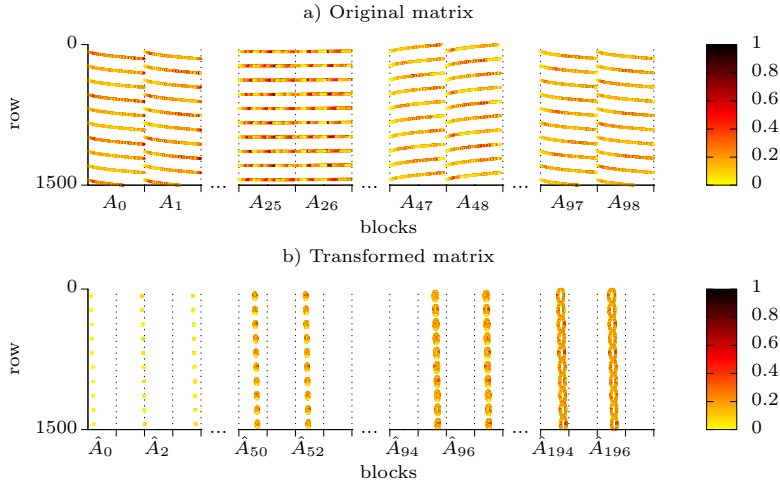 a) Original matrix
0
row
1500
A0 A1 ... A25 A26 ... A47 A48 ... A97 A98
blocks
1
0.8
0.6
0.4
0.2
0
b) Transformed matrix
0
row
1500
Â0 Â2 ... Â50 Â52 ... Â94 Â96 ... Â194 Â196
blocks
1
0.8
0.6
0.4
0.2
0